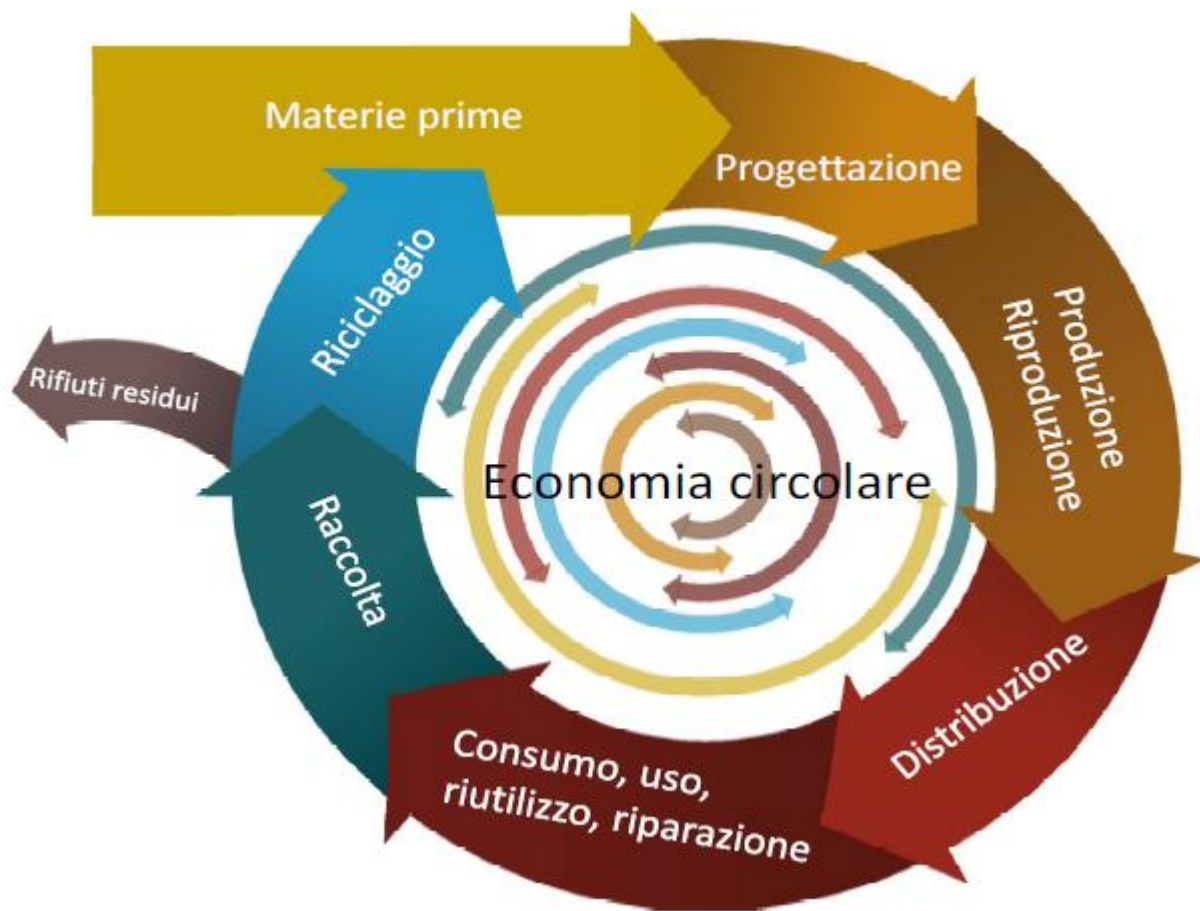 Materie prime
Progettazione
Produzione
Riproduzione
Distribuzione
Consumo, uso,
riutilizzo, riparazione
Raccolta
Riciclaggio
Rifiuti residui
Economia circolare